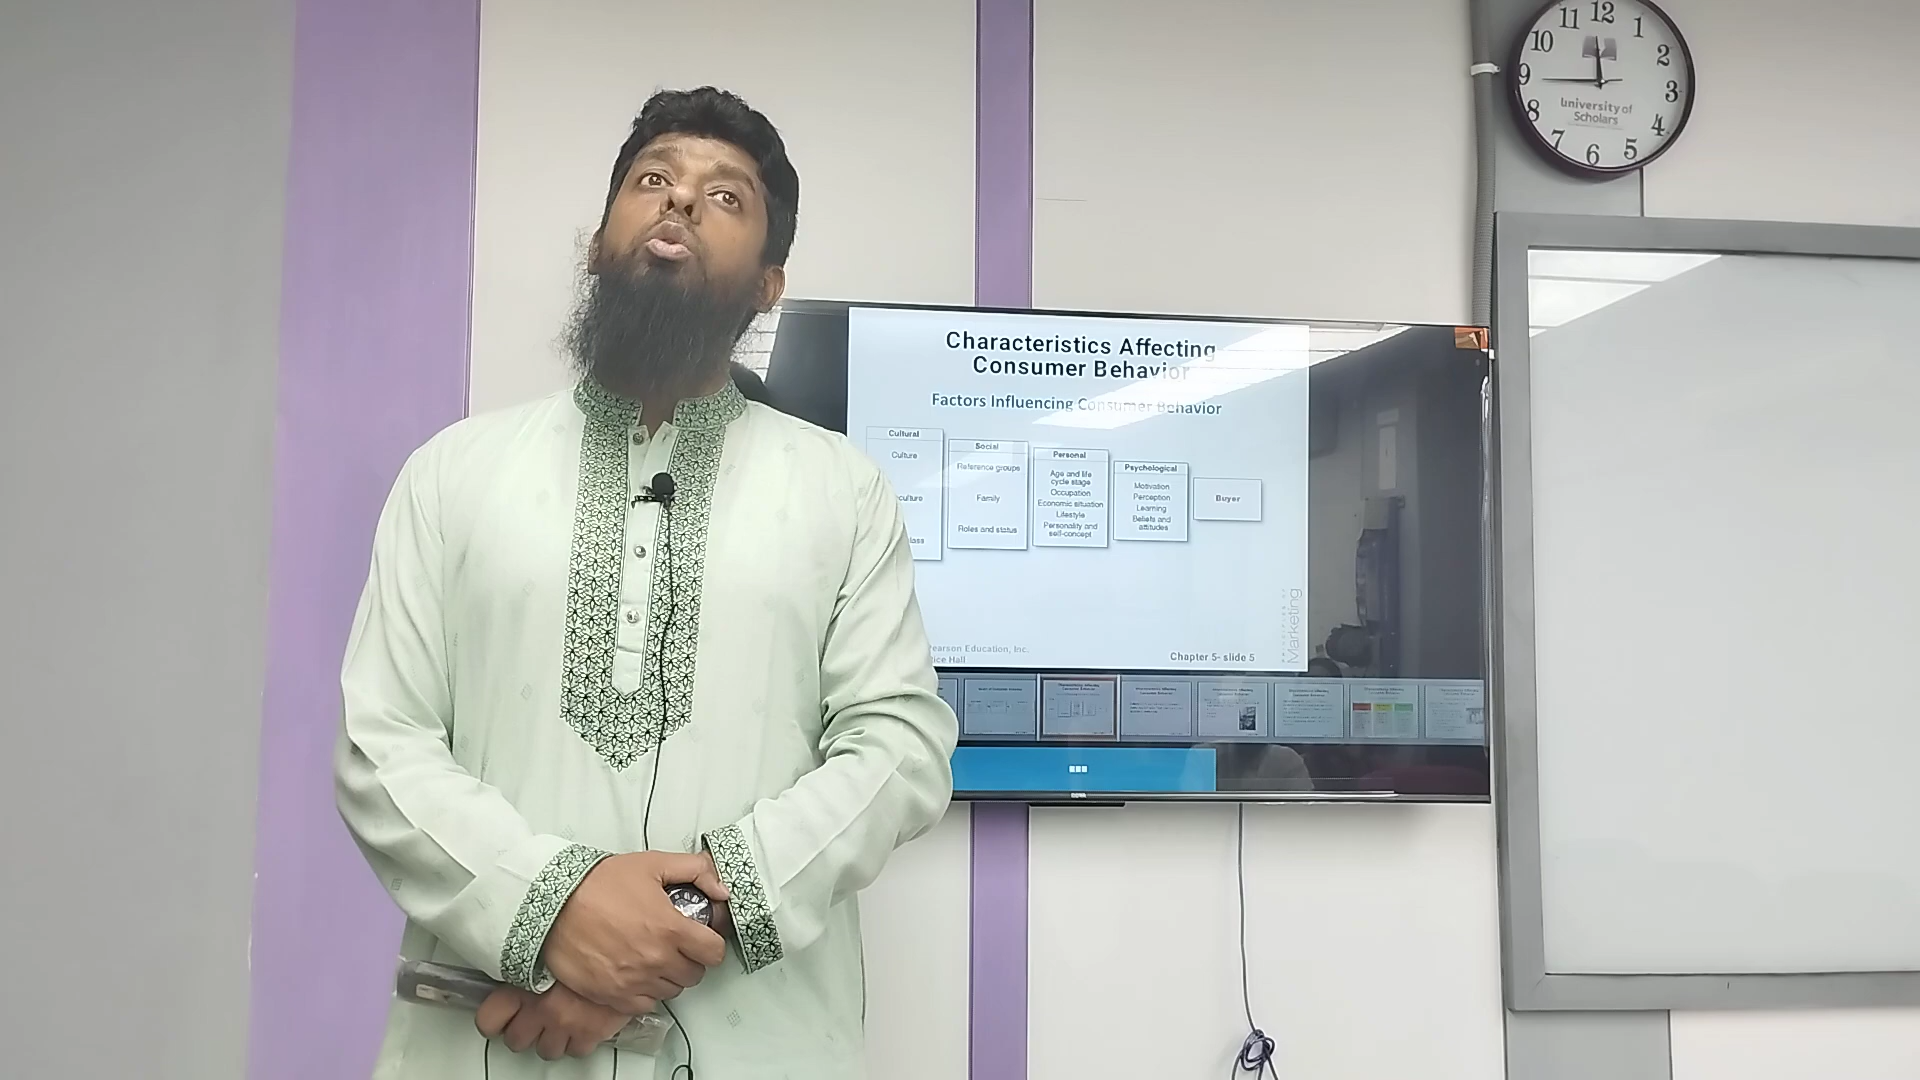 11 12 1
10 2
9 3
8 4
7 6 5
University of
Scholars
Characteristics Affecting
Consumer Behavior
Factors Influencing Consumer Behavior
Cultural
Culture
culture
lass
Social
Reference groups
Family
Roles and status
Personal
Age and life
cycle stage
Occupation
Economic situation
Lifestyle
Personality and
self-concept
Psychological
Motivation
Perception
Learning
Beliefs and
attitudes
Buyer
Marketing
Pearson Education, Inc.
Hall
Chapter 5- slide 5